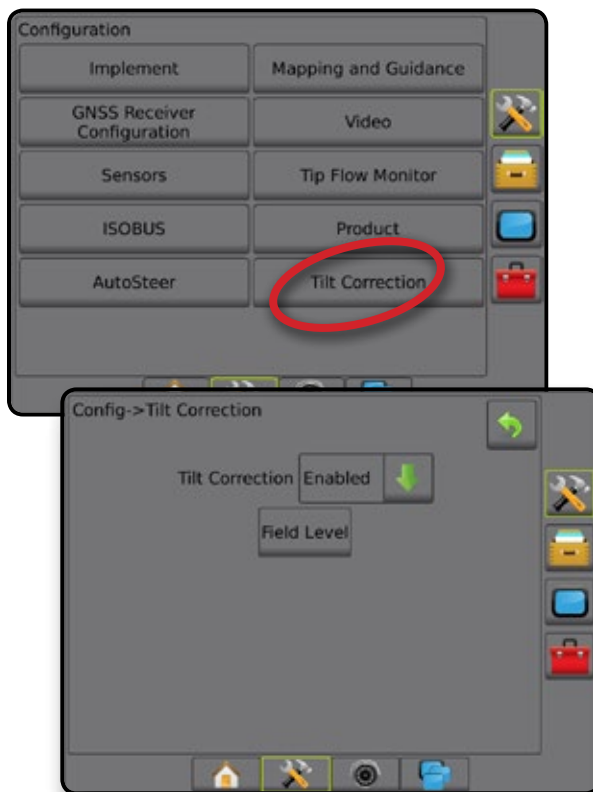 Configuration
Implement
Mapping and Guidance
GNSS Receiver
Configuration
Video
Sensors
Tip Flow Monitor
ISOBUS
Product
AutoSteer
Tilt Correction
Config->Tilt Correction
Tilt Correction Enabled
Field Level